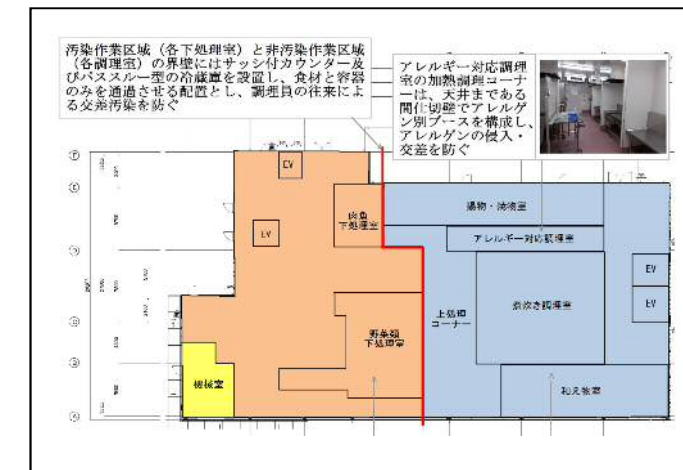 汚染作業区域（各下処理室）と非汚染作業区域
（各調理室）の界壁にはサッシ付カウンター及
びパススルー型の冷蔵庫を設置し、食材と容器
のみを通過させる配置とし、調理員の往来によ
る交差汚染を防ぐ
アレルギー対応調理
室の加熱調理コーナ
ーは、天井まである
間仕切壁でアレルゲ
ン別ブースを構成し、
アレルゲンの侵入・
交差を防ぐ
EV
肉魚
下処理室
揚物・焼物室
EV
アレルギー対応調理室
EV
上処理
コーナー
煮炊き調理室
EV
野菜類
下処理室
機械室
和え物室